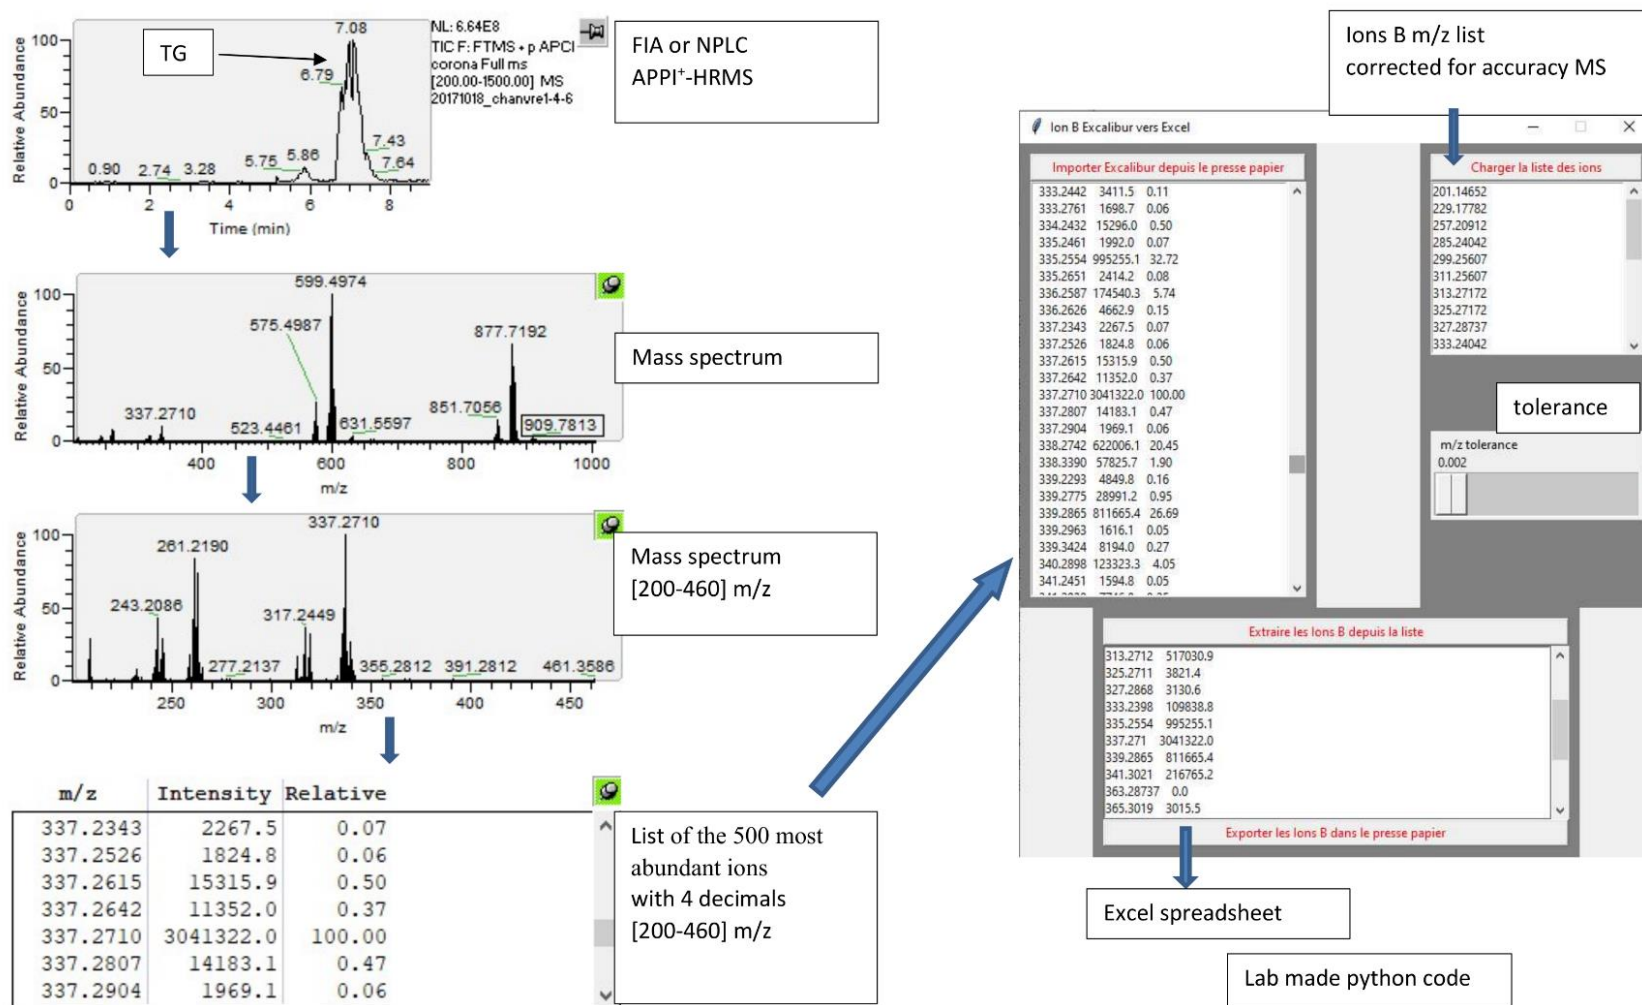 TG
NL: 6.64E8
TIC F: FTMS + p APCI
corona Full ms
[200.00-1500.00] MS
20171018_chanvre1-4-6
FIA or NPLC
APPI⁺-HRMS
Relative Abundance
100
50
0
7.08
6.79
7.43
7.64
0.90
2.74
3.28
5.75
5.86
0 2 4 6 8
Time (min)
Relative Abundance
100
50
0
599.4974
575.4987
877.7192
337.2710
523.4461
631.5597
851.7056
909.7813
400 600 800 1000
m/z
Mass spectrum
Relative Abundance
100
50
0
337.2710
261.2190
243.2086
317.2449
277.2137
355.2812
391.2812
461.3586
250 300 350 400 450
m/z
Mass spectrum
[200-460] m/z
m/z Intensity Relative
337.2343 2267.5 0.07
337.2526 1824.8 0.06
337.2615 15315.9 0.50
337.2642 11352.0 0.37
337.2710 3041322.0 100.00
337.2807 14183.1 0.47
337.2904 1969.1 0.06
List of the 500 most
abundant ions
with 4 decimals
[200-460] m/z
Ions B m/z list
corrected for accuracy MS
Ion B Excalibur vers Excel
Importer Excalibur depuis le presse papier
333.2442 3411.5 0.11
333.2761 1698.7 0.06
334.2432 15296.0 0.50
335.2461 1992.0 0.07
335.2554 995255.1 32.72
335.2651 2414.2 0.08
336.2587 174540.3 5.74
336.2626 4662.9 0.15
337.2343 2267.5 0.07
337.2526 1824.8 0.06
337.2615 15315.9 0.50
337.2642 11352.0 0.37
337.2710 3041322.0 100.00
337.2807 14183.1 0.47
337.2904 1969.1 0.06
338.2742 622006.1 20.45
338.3390 57825.7 1.90
339.2293 4849.8 0.16
339.2775 28991.2 0.95
339.2865 811665.4 26.69
339.2963 1616.1 0.05
339.3424 8194.0 0.27
340.2898 123323.3 4.05
341.2451 1594.8 0.05
Charger la liste des ions
201.14652
229.17782
257.20912
285.24042
299.25607
311.25607
313.27172
325.27172
327.28737
333.24042
tolerance
m/z tolerance
0.002
Extraire les Ions B depuis la liste
313.2712 517030.9
325.2711 3821.4
327.2868 3130.6
333.2398 109838.8
335.2554 995255.1
337.271 3041322.0
339.2865 811665.4
341.3021 216765.2
363.28737 0.0
365.3019 3015.5
Exporter les Ions B dans le presse papier
Excel spreadsheet
Lab made python code